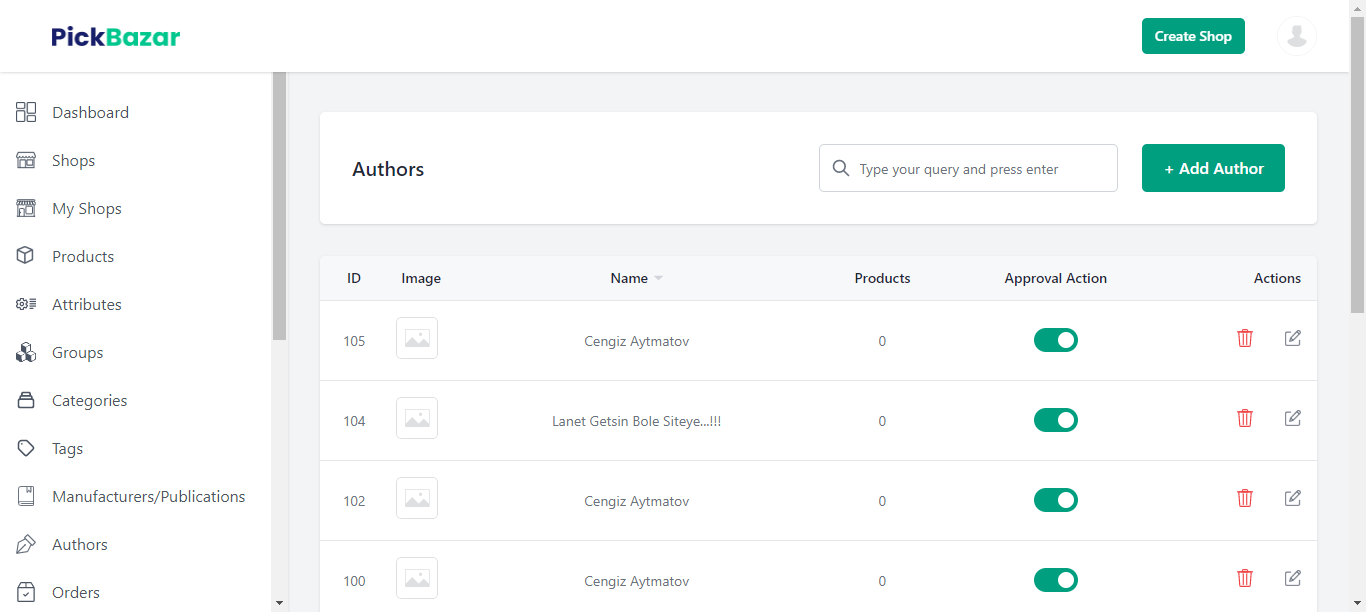 PickBazar
Create Shop
Dashboard
Shops
My Shops
Products
Attributes
Groups
Categories
Tags
Manufacturers/Publications
Authors
Orders
Authors
Type your query and press enter
+ Add Author
ID Image Name Products Approval Action Actions
105 Cengiz Aytmatov 0
104 Lanet Getsin Bole Siteye...!!! 0
102 Cengiz Aytmatov 0
100 Cengiz Aytmatov 0